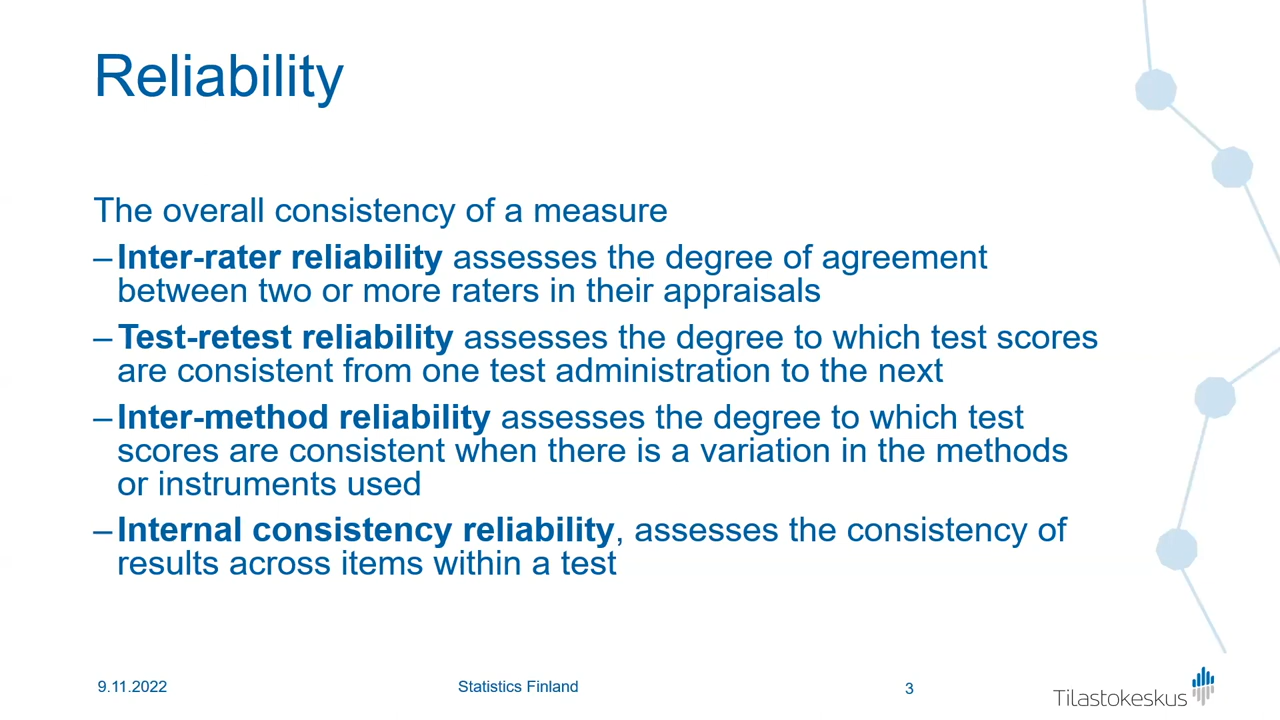 Reliability
The overall consistency of a measure
–Inter-rater reliability assesses the degree of agreement
between two or more raters in their appraisals
–Test-retest reliability assesses the degree to which test scores
are consistent from one test administration to the next
–Inter-method reliability assesses the degree to which test
scores are consistent when there is a variation in the methods
or instruments used
–Internal consistency reliability, assesses the consistency of
results across items within a test
9.11.2022
Statistics Finland
3
Tilastokeskus